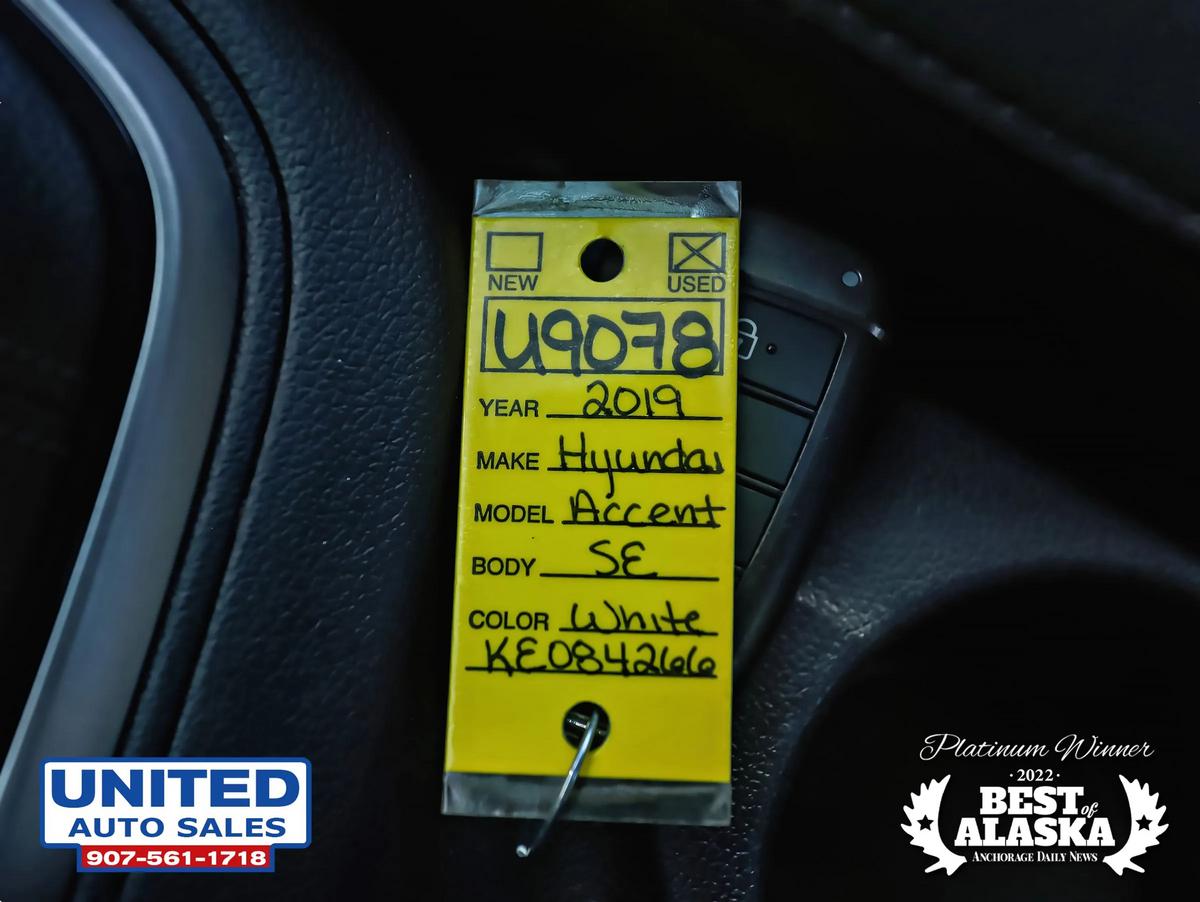 NEW USED
U9078
YEAR 2019
MAKE Hyundai
MODEL Accent
BODY SE
COLOR White
KE084266
UNITED
AUTO SALES
907-561-1718
Platinum Winner
·2022·
BEST of
ALASKA
ANCHORAGE DAILY NEWS